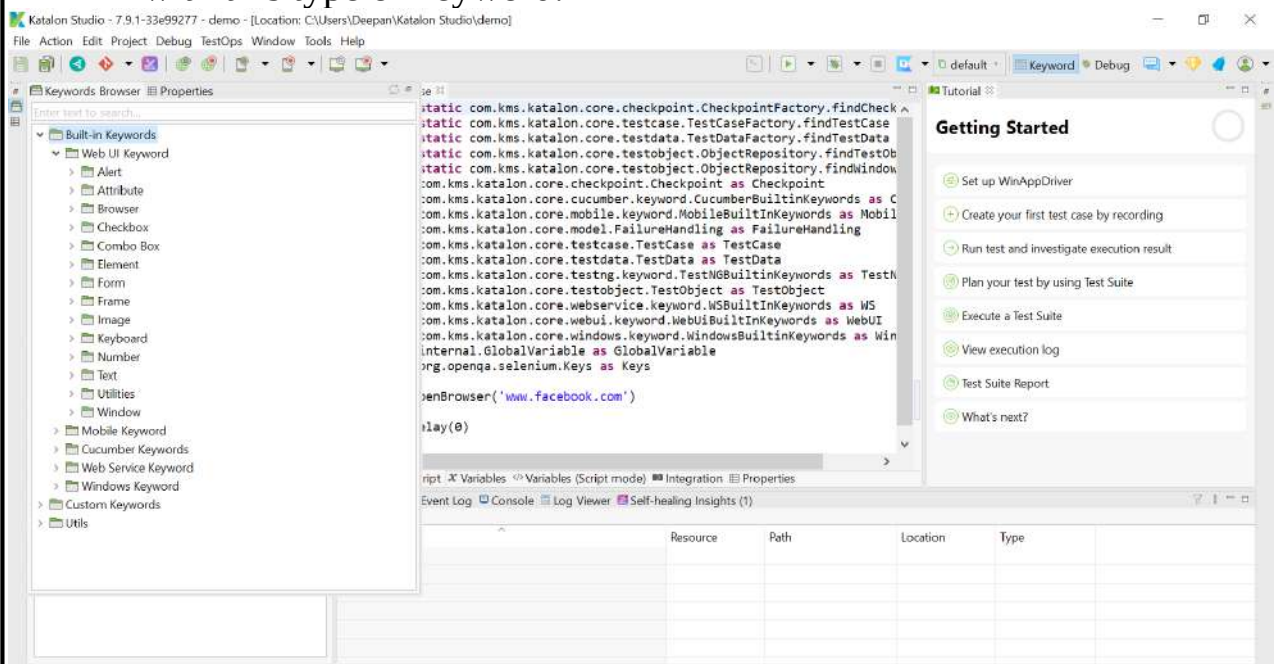 Katalon Studio - 7.9.1-33e99277 - demo - [Location: C:\Users\Deepan\Katalon Studio\demo]
File Action Edit Project Debug TestOps Window Tools Help
default Keyword Debug
Keywords Browser Properties
Enter text to search...
Built-in Keywords
Web UI Keyword
Alert
Attribute
Browser
Checkbox
Combo Box
Element
Form
Frame
Image
Keyboard
Number
Text
Utilities
Window
Mobile Keyword
Cucumber Keywords
Web Service Keyword
Windows Keyword
Custom Keywords
Utils
static com.kms.katalon.core.checkpoint.CheckpointFactory.findCheck
static com.kms.katalon.core.testcase.TestCaseFactory.findTestCase
static com.kms.katalon.core.testdata.TestDataFactory.findTestData
static com.kms.katalon.core.testobject.ObjectRepository.findTestOb
static com.kms.katalon.core.testobject.ObjectRepository.findWindow
com.kms.katalon.core.checkpoint.Checkpoint as Checkpoint
com.kms.katalon.core.cucumber.keyword.CucumberBuiltinKeywords as C
com.kms.katalon.core.mobile.keyword.MobileBuiltInKeywords as Mobil
com.kms.katalon.core.model.FailureHandling as FailureHandling
com.kms.katalon.core.testcase.TestCase as TestCase
com.kms.katalon.core.testdata.TestData as TestData
com.kms.katalon.core.testng.keyword.TestNGBuiltinKeywords as TestN
com.kms.katalon.core.testobject.TestObject as TestObject
com.kms.katalon.core.webservice.keyword.WSBuiltInKeywords as WS
com.kms.katalon.core.webui.keyword.WebUiBuiltInKeywords as WebUI
com.kms.katalon.core.windows.keyword.WindowsBuiltinKeywords as Win
internal.GlobalVariable as GlobalVariable
org.openqa.selenium.Keys as Keys
penBrowser('www.facebook.com')
elay(0)
ript Variables Variables (Script mode) Integration Properties
Tutorial
Getting Started
Set up WinAppDriver
Create your first test case by recording
Run test and investigate execution result
Plan your test by using Test Suite
Execute a Test Suite
View execution log
Test Suite Report
What's next?
Event Log Console Log Viewer Self-healing Insights (1)
Resource Path Location Type